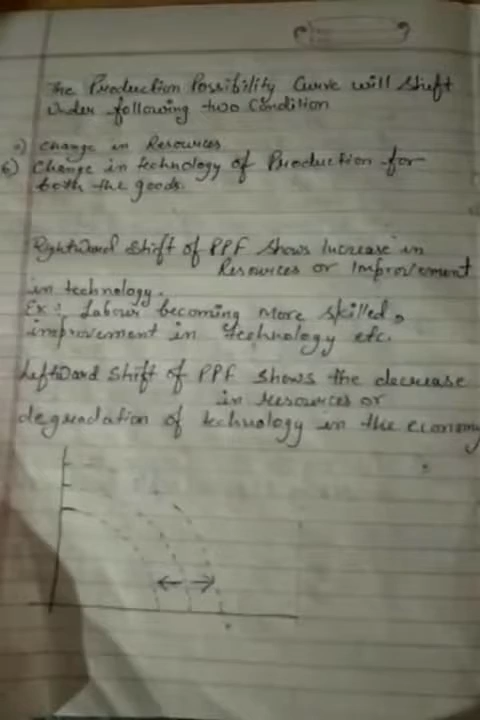 The Production Possibility Curve will Shift
Under following two Condition
a) Change in Resources
b) Change in technology of Production for
both the goods.
Rightward Shift of PPF Shows Increase in
Resources or Improvement
in technology.
Ex: Labour becoming More skilled,
improvement in technology etc.
Leftward Shift of PPF Shows the decrease
in resources or
degradation of technology in the economy